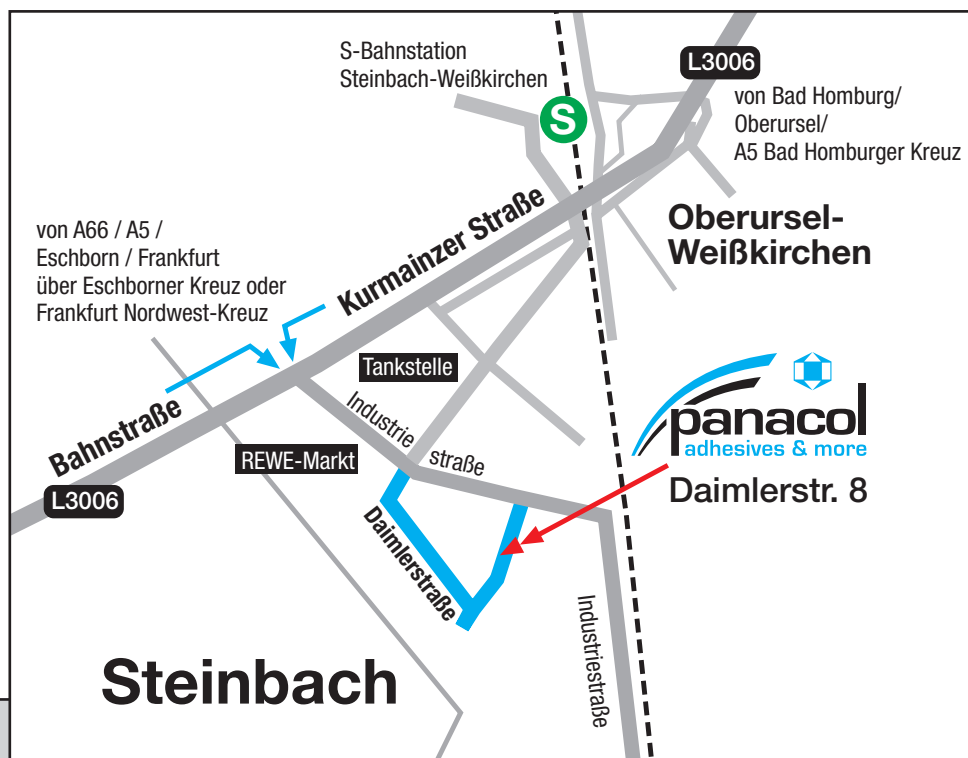 S-Bahnstation
Steinbach-Weißkirchen
S
L3006
von Bad Homburg/
Oberursel/
A5 Bad Homburger Kreuz
Oberursel-
Weißkirchen
von A66 / A5 /
Eschborn / Frankfurt
über Eschborner Kreuz oder
Frankfurt Nordwest-Kreuz
Kurmainzer Straße
Bahnstraße
L3006
Tankstelle
REWE-Markt
Industrie
straße
panacol
adhesives & more
Daimlerstr. 8
Daimlerstraße
Industriestraße
Steinbach